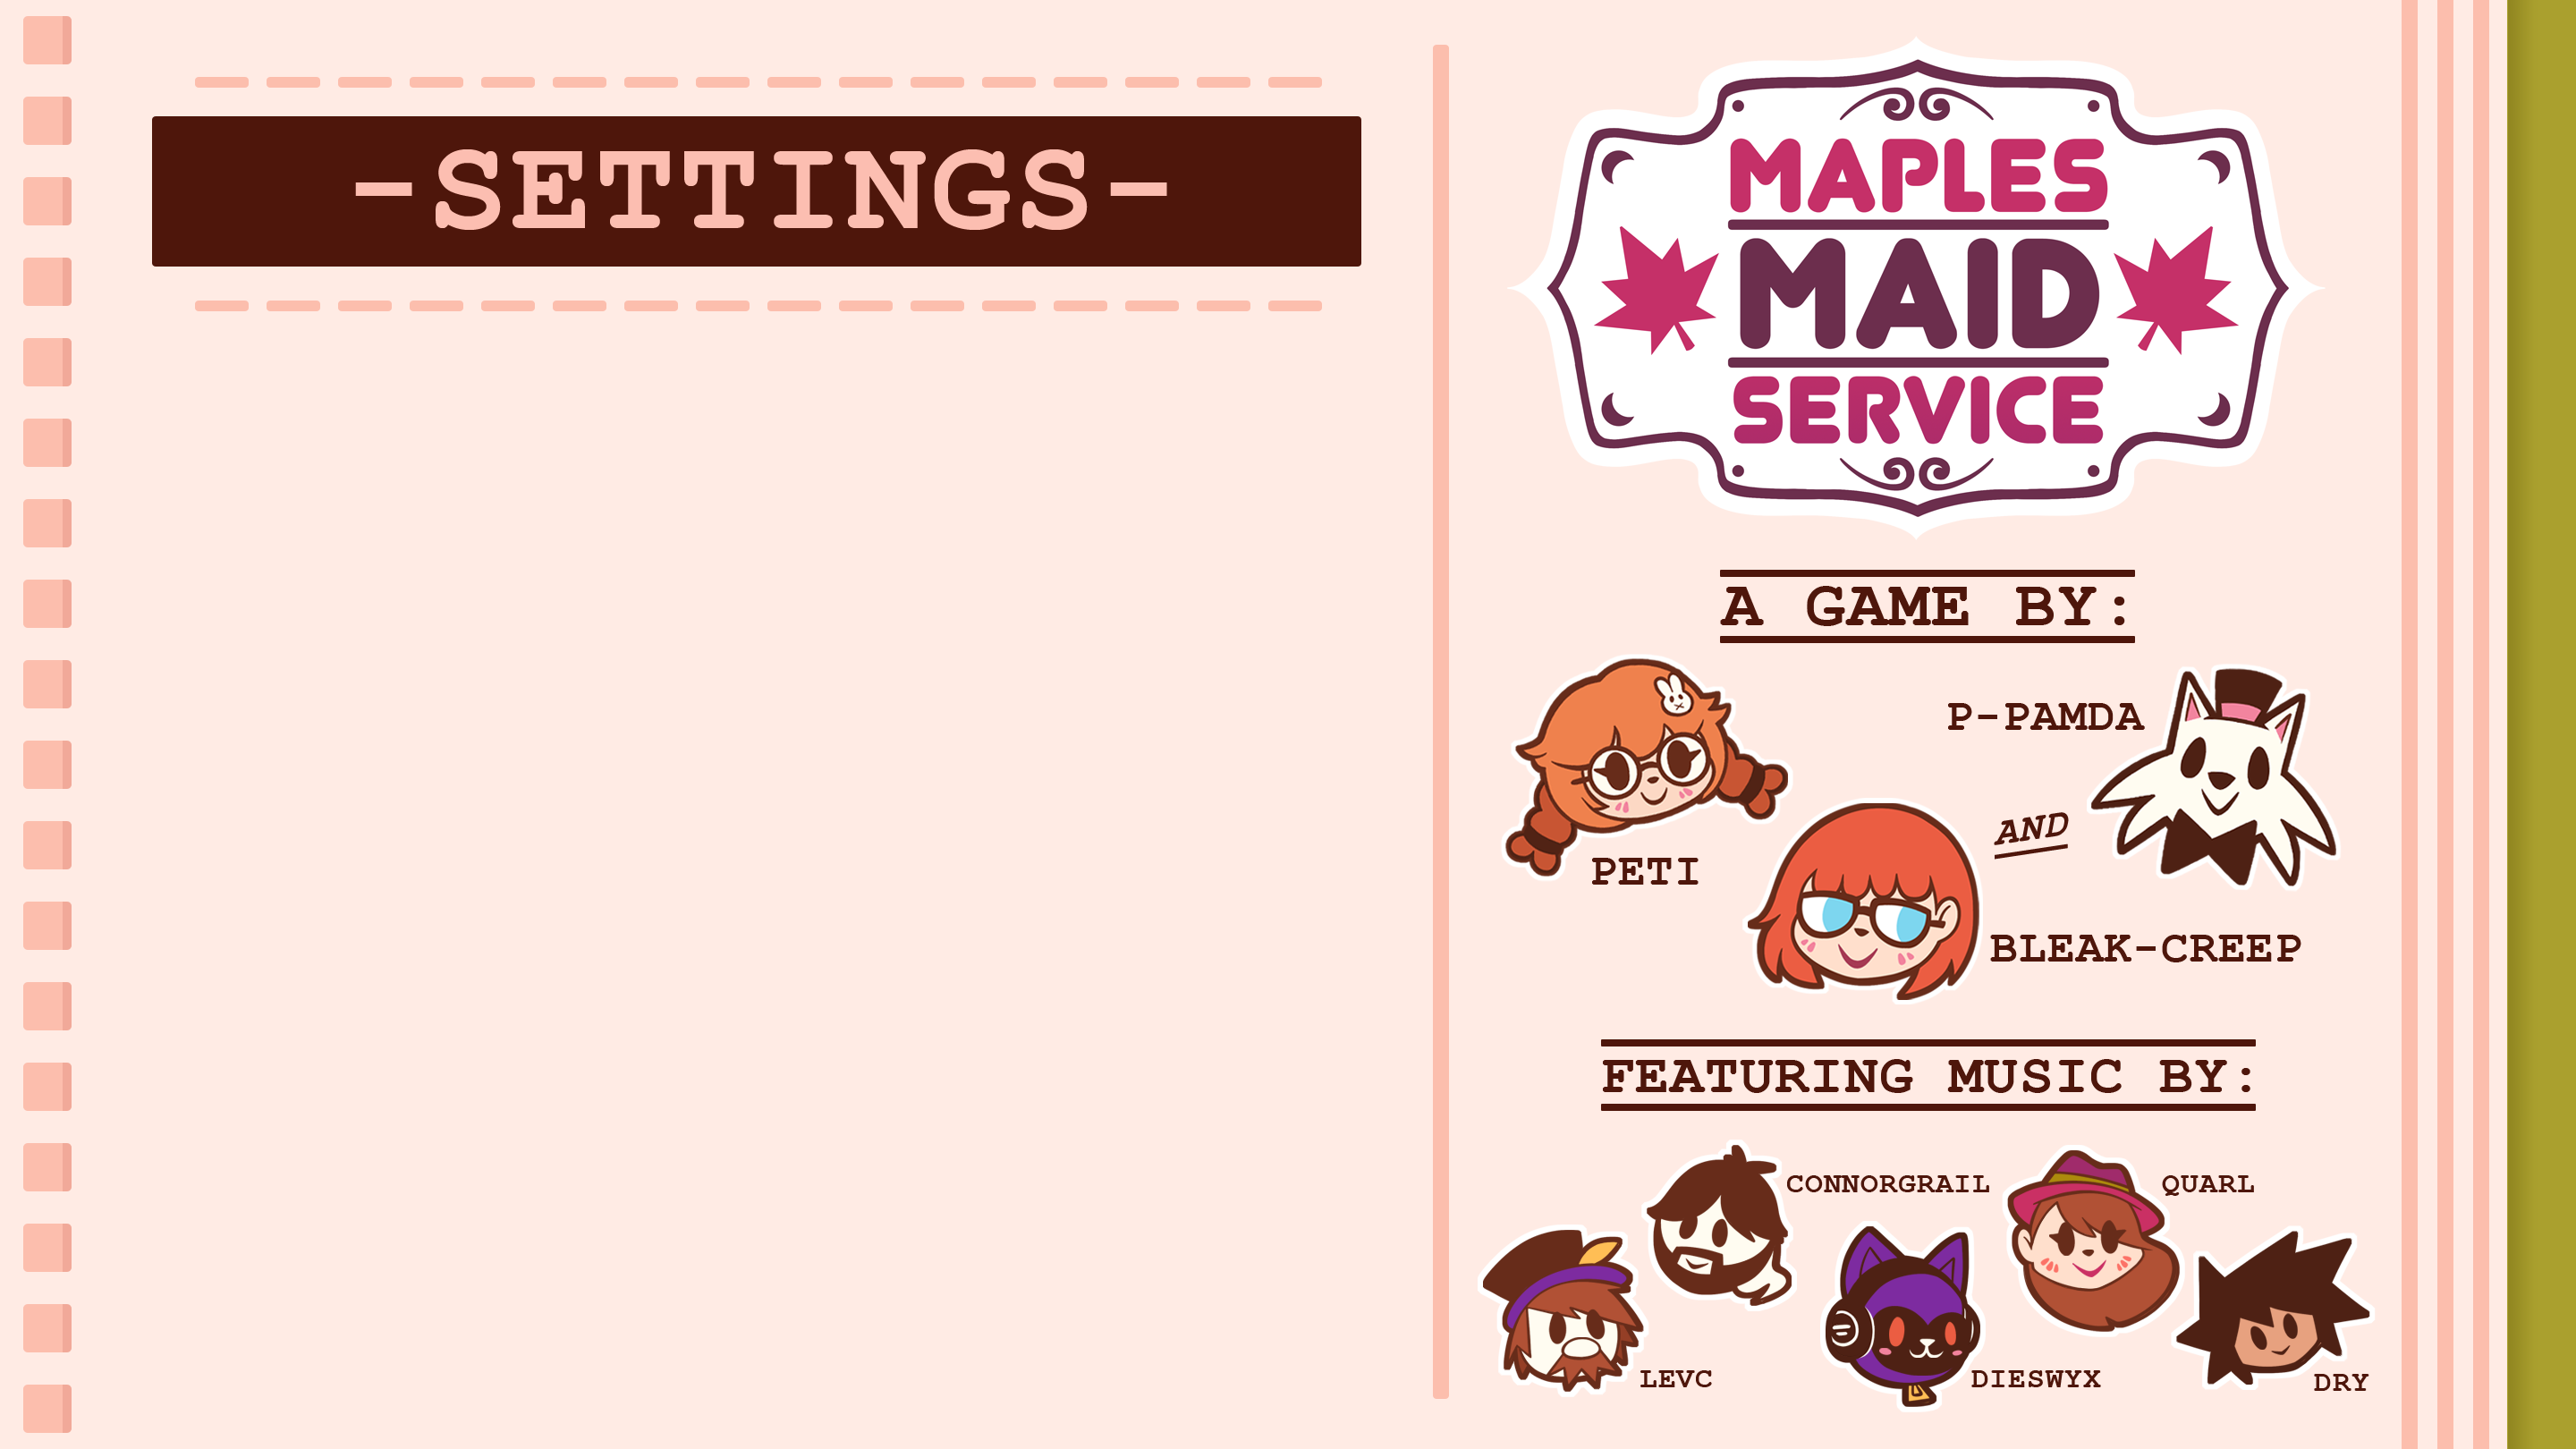 -SETTINGS-
MAPLES
MAID
SERVICE
A GAME BY:
P-PAMDA
AND
PETI
BLEAK-CREEP
FEATURING MUSIC BY:
CONNORGRAIL
QUARL
LEVC
DIESWYX
DRY